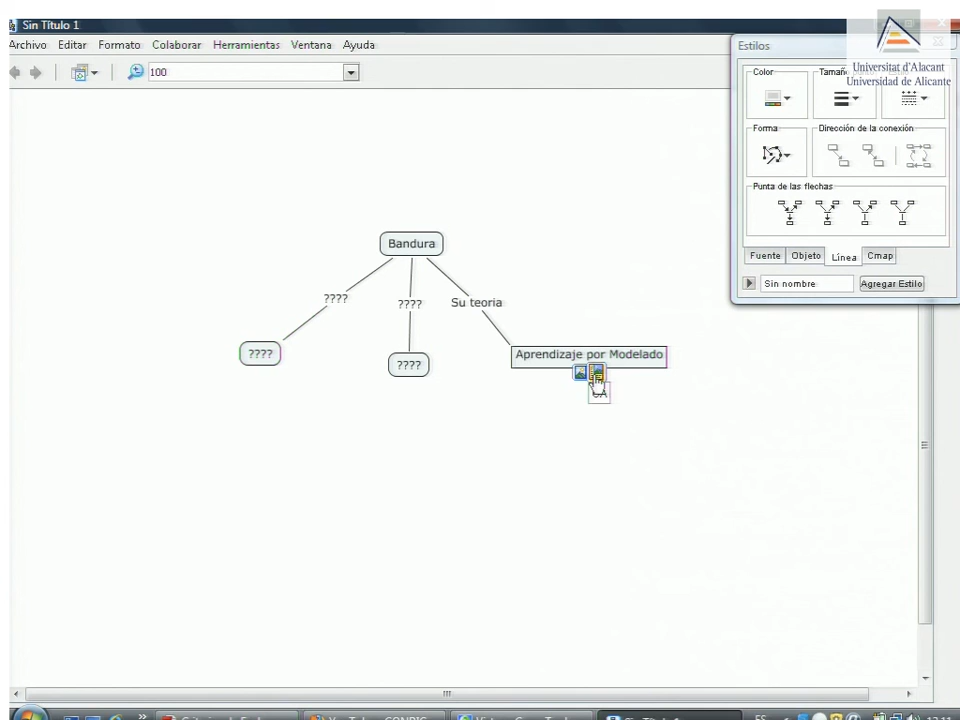 Sin Título 1
Archivo Editar Formato Colaborar Herramientas Ventana Ayuda
100
Estilos
Universitat d'Alacant
Universidad de Alicante
Color
Forma
Dirección de la conexión
Punta de las flechas
Fuente Objeto Línea Cmap
Sin nombre
Agregar Estilo
Bandura
????
????
Su teoria
????
????
Aprendizaje por Modelado